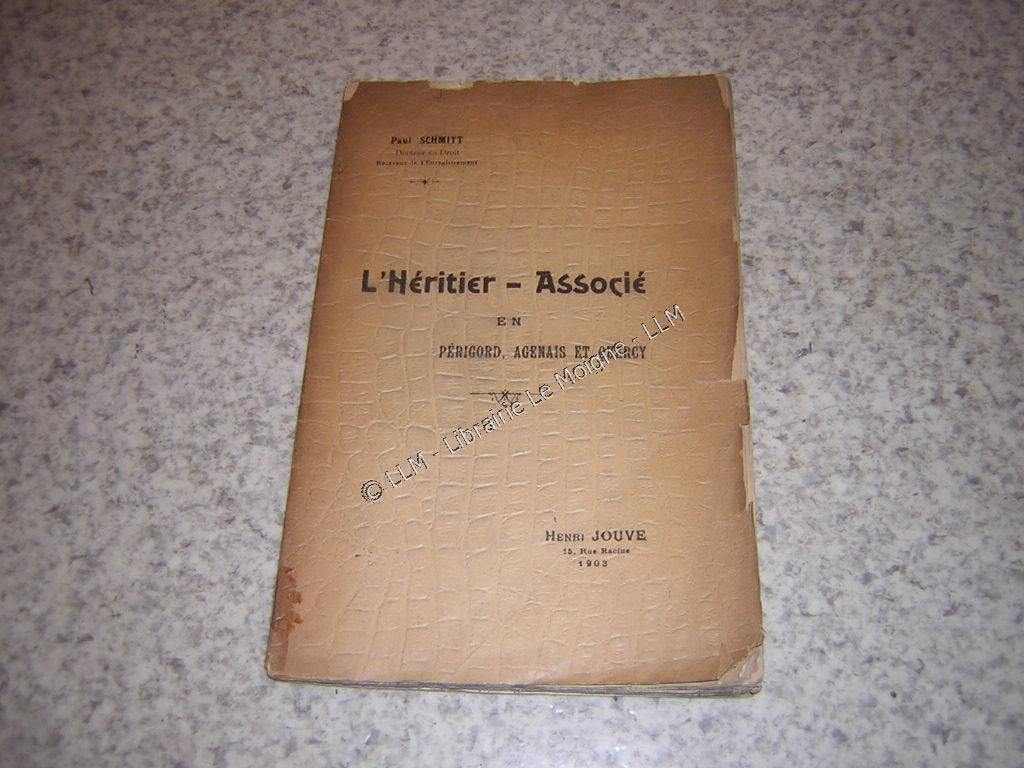 Paul SCHMITT
Docteur en Droit
Receveur de l'Enregistrement
L'Héritier - Associé
EN
PÉRIGORD, AGENAIS ET QUERCY
© LLM - Librairie Le Moigne - LLM
HENRI JOUVE
15, Rue Racine
1903